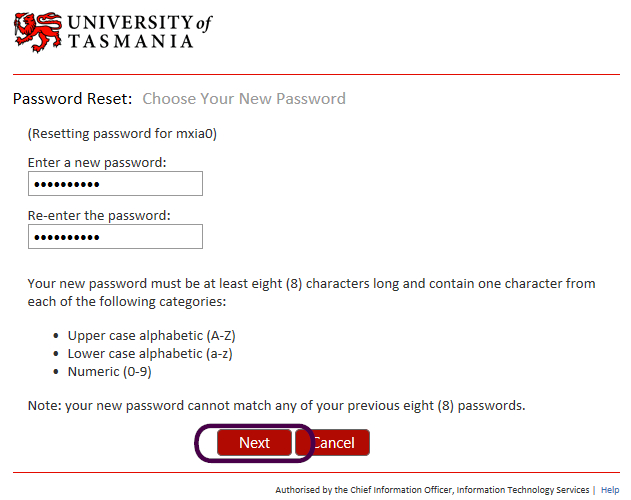 UNIVERSITY of
TASMANIA
Password Reset: Choose Your New Password
(Resetting password for mxia0)
Enter a new password:
••••••••••
Re-enter the password:
••••••••••
Your new password must be at least eight (8) characters long and contain one character from
each of the following categories:
• Upper case alphabetic (A-Z)
• Lower case alphabetic (a-z)
• Numeric (0-9)
Note: your new password cannot match any of your previous eight (8) passwords.
Next Cancel
Authorised by the Chief Information Officer, Information Technology Services | Help